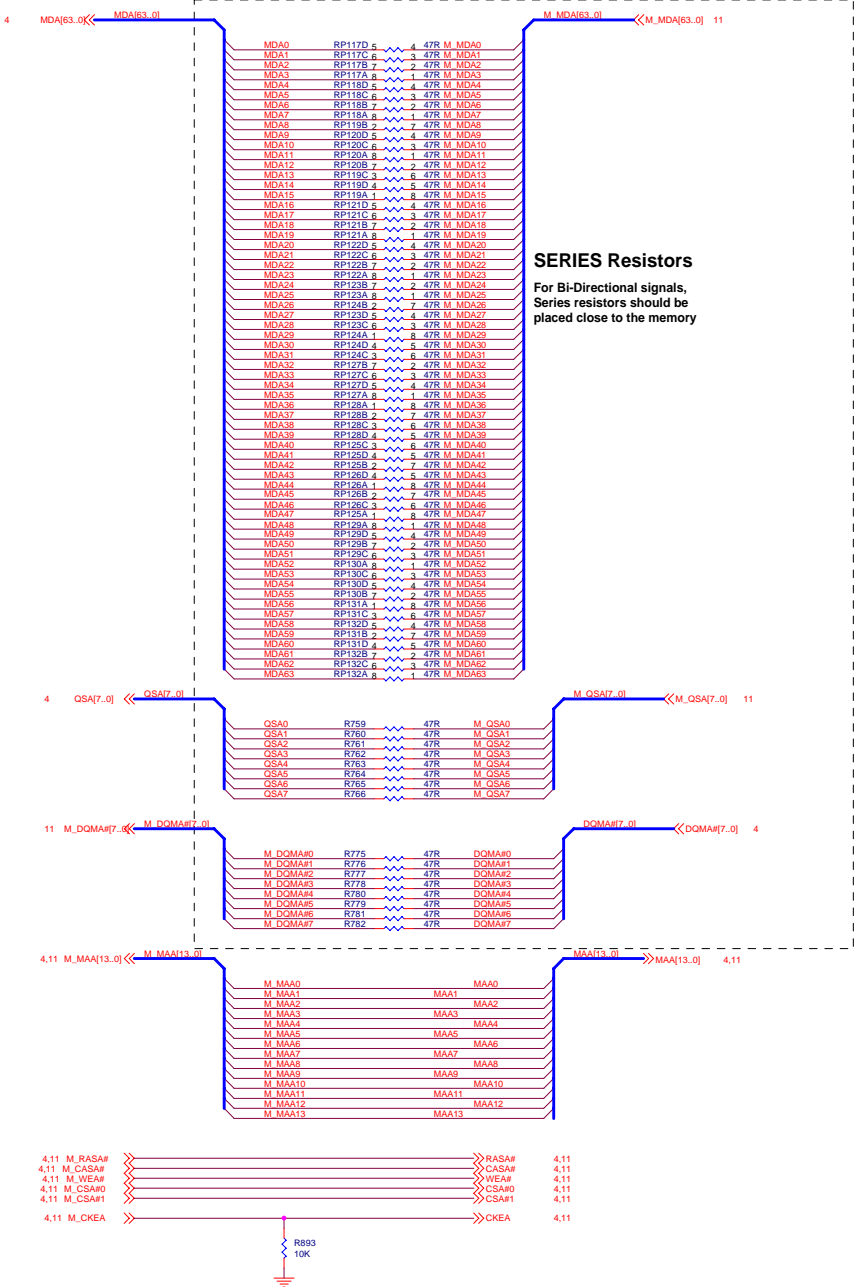 4 MDA[63..0] MDA[63..0] M_MDA[63..0] M_MDA[63..0] 11
MDA0 RP117D 5 4 47R M_MDA0
MDA1 RP117C 6 3 47R M_MDA1
MDA2 RP117B 7 2 47R M_MDA2
MDA3 RP117A 8 1 47R M_MDA3
MDA4 RP118D 5 4 47R M_MDA4
MDA5 RP118C 6 3 47R M_MDA5
MDA6 RP118B 7 2 47R M_MDA6
MDA7 RP118A 8 1 47R M_MDA7
MDA8 RP119B 2 7 47R M_MDA8
MDA9 RP120D 5 4 47R M_MDA9
MDA10 RP120C 6 3 47R M_MDA10
MDA11 RP120A 8 1 47R M_MDA11
MDA12 RP120B 7 2 47R M_MDA12
MDA13 RP119C 3 6 47R M_MDA13
MDA14 RP119D 4 5 47R M_MDA14
MDA15 RP119A 1 8 47R M_MDA15
MDA16 RP121D 5 4 47R M_MDA16
MDA17 RP121C 6 3 47R M_MDA17
MDA18 RP121B 7 2 47R M_MDA18
MDA19 RP121A 8 1 47R M_MDA19
MDA20 RP122D 5 4 47R M_MDA20
MDA21 RP122C 6 3 47R M_MDA21
MDA22 RP122B 7 2 47R M_MDA22
MDA23 RP122A 8 1 47R M_MDA23
MDA24 RP123B 7 2 47R M_MDA24
MDA25 RP123A 8 1 47R M_MDA25
MDA26 RP124B 2 7 47R M_MDA26
MDA27 RP123D 5 4 47R M_MDA27
MDA28 RP123C 6 3 47R M_MDA28
MDA29 RP124A 1 8 47R M_MDA29
MDA30 RP124D 4 5 47R M_MDA30
MDA31 RP124C 3 6 47R M_MDA31
MDA32 RP127B 7 2 47R M_MDA32
MDA33 RP127C 6 3 47R M_MDA33
MDA34 RP127D 5 4 47R M_MDA34
MDA35 RP127A 8 1 47R M_MDA35
MDA36 RP128A 1 8 47R M_MDA36
MDA37 RP128B 2 7 47R M_MDA37
MDA38 RP128C 3 6 47R M_MDA38
MDA39 RP128D 4 5 47R M_MDA39
MDA40 RP125C 3 6 47R M_MDA40
MDA41 RP125D 4 5 47R M_MDA41
MDA42 RP125B 2 7 47R M_MDA42
MDA43 RP126D 4 5 47R M_MDA43
MDA44 RP126A 1 8 47R M_MDA44
MDA45 RP126B 2 7 47R M_MDA45
MDA46 RP126C 3 6 47R M_MDA46
MDA47 RP125A 1 8 47R M_MDA47
MDA48 RP129A 8 1 47R M_MDA48
MDA49 RP129D 5 4 47R M_MDA49
MDA50 RP129B 7 2 47R M_MDA50
MDA51 RP129C 6 3 47R M_MDA51
MDA52 RP130A 8 1 47R M_MDA52
MDA53 RP130C 6 3 47R M_MDA53
MDA54 RP130D 5 4 47R M_MDA54
MDA55 RP130B 7 2 47R M_MDA55
MDA56 RP131A 1 8 47R M_MDA56
MDA57 RP131C 3 6 47R M_MDA57
MDA58 RP132D 5 4 47R M_MDA58
MDA59 RP131B 2 7 47R M_MDA59
MDA60 RP131D 4 5 47R M_MDA60
MDA61 RP132B 7 2 47R M_MDA61
MDA62 RP132C 6 3 47R M_MDA62
MDA63 RP132A 8 1 47R M_MDA63
SERIES Resistors
For Bi-Directional signals,
Series resistors should be
placed close to the memory
4 QSA[7..0] QSA[7..0] M_QSA[7..0] M_QSA[7..0] 11
QSA0 R759 47R M_QSA0
QSA1 R760 47R M_QSA1
QSA2 R761 47R M_QSA2
QSA3 R762 47R M_QSA3
QSA4 R763 47R M_QSA4
QSA5 R764 47R M_QSA5
QSA6 R765 47R M_QSA6
QSA7 R766 47R M_QSA7
11 M_DQMA#[7..0] M_DQMA#[7..0] DQMA#[7..0] DQMA#[7..0] 4
M_DQMA#0 R775 47R DQMA#0
M_DQMA#1 R776 47R DQMA#1
M_DQMA#2 R777 47R DQMA#2
M_DQMA#3 R778 47R DQMA#3
M_DQMA#4 R780 47R DQMA#4
M_DQMA#5 R779 47R DQMA#5
M_DQMA#6 R781 47R DQMA#6
M_DQMA#7 R782 47R DQMA#7
4,11 M_MAA[13..0] M_MAA[13..0] MAA[13..0] MAA[13..0] 4,11
M_MAA0 MAA0
M_MAA1 MAA1
M_MAA2 MAA2
M_MAA3 MAA3
M_MAA4 MAA4
M_MAA5 MAA5
M_MAA6 MAA6
M_MAA7 MAA7
M_MAA8 MAA8
M_MAA9 MAA9
M_MAA10 MAA10
M_MAA11 MAA11
M_MAA12 MAA12
M_MAA13 MAA13
4,11 M_RASA# RASA# 4,11
4,11 M_CASA# CASA# 4,11
4,11 M_WEA# WEA# 4,11
4,11 M_CSA#0 CSA#0 4,11
4,11 M_CSA#1 CSA#1 4,11
4,11 M_CKEA CKEA 4,11
R893
10K